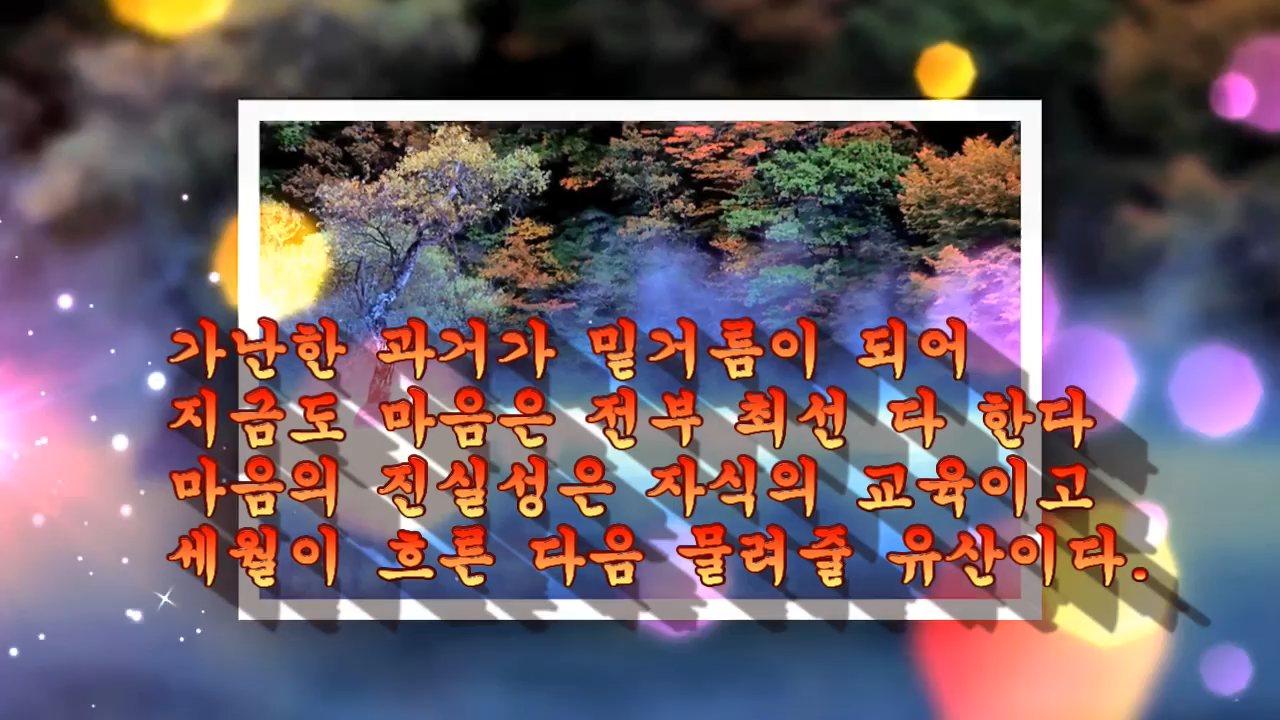 가난한 과거가 밑거름이 되어
지금도 마음은 전부 최선 다 한다
마음의 진실성은 자식의 교육이고
세월이 흐른 다음 물려줄 유산이다.